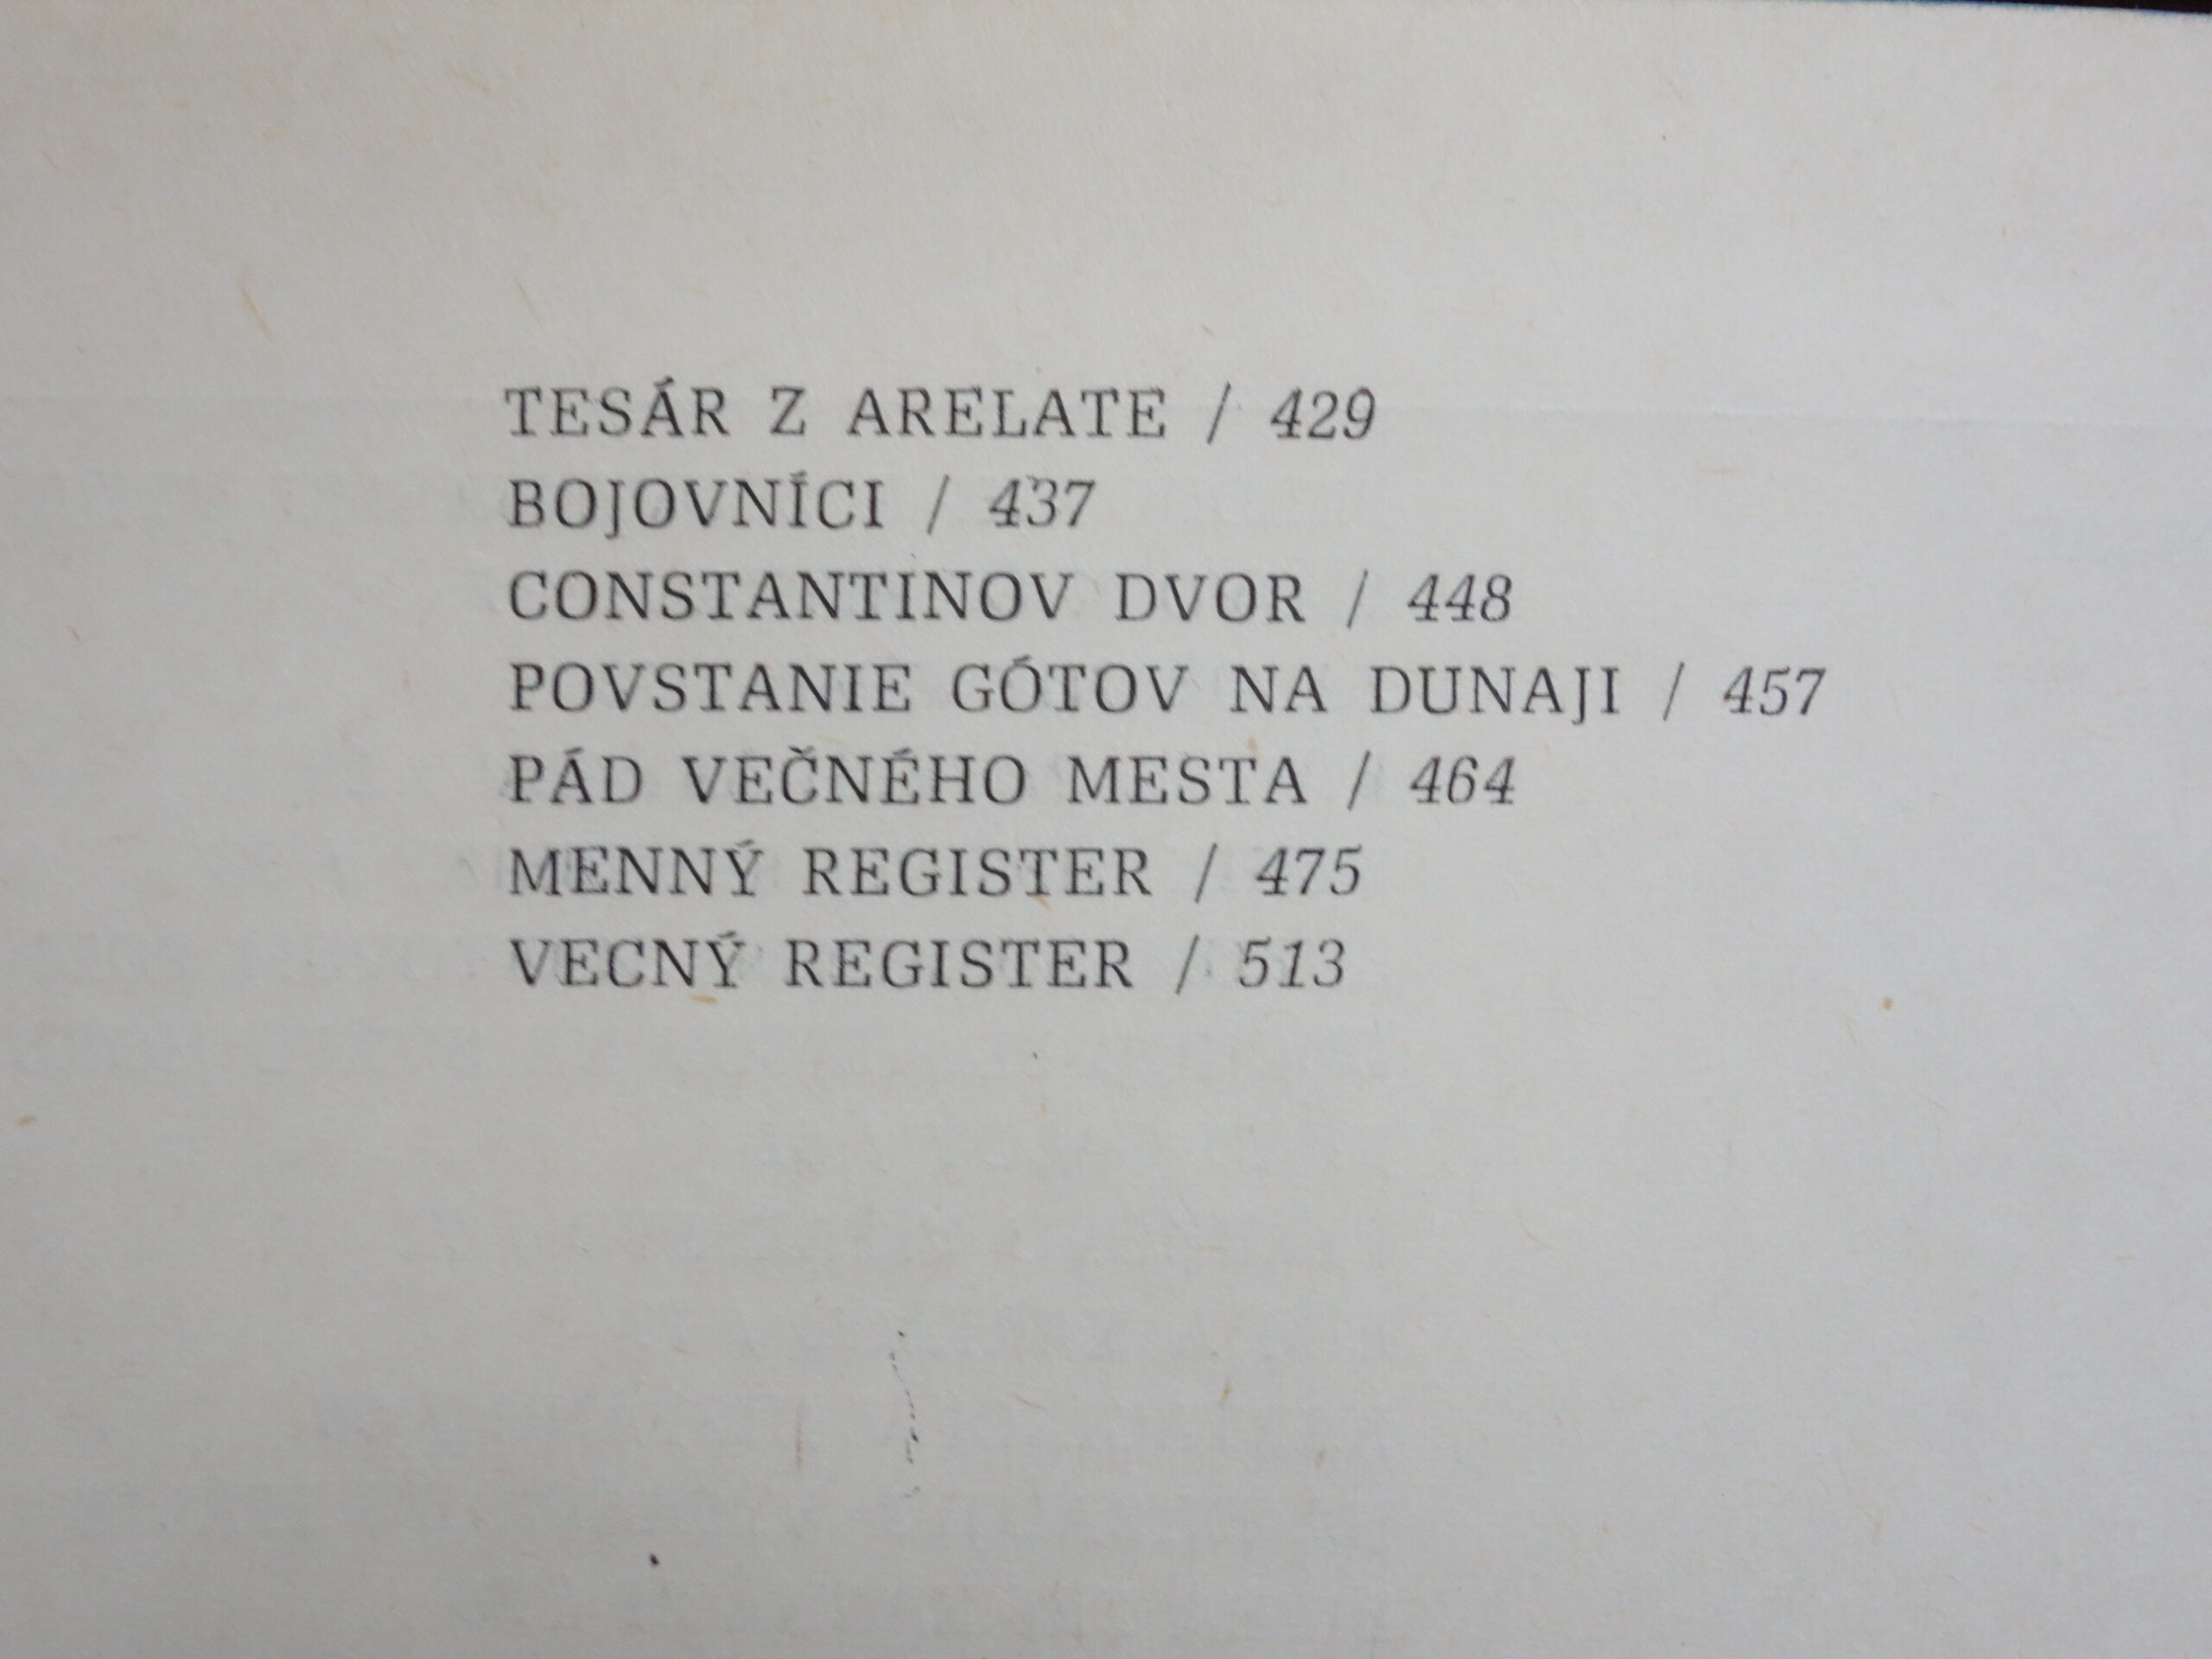 TESÁR Z ARELATE / 429
BOJOVNÍCI / 437
CONSTANTINOV DVOR / 448
POVSTANIE GÓTOV NA DUNAJI / 457
PÁD VEČNÉHO MESTA / 464
MENNÝ REGISTER / 475
VECNÝ REGISTER / 513